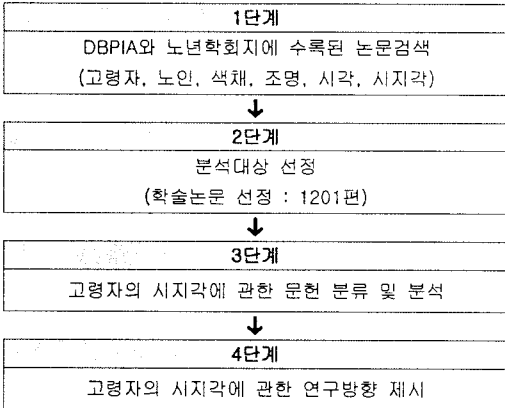 1단계
DBPIA와 노년학회지에 수록된 논문검색
(고령자, 노인, 색채, 조명, 시각, 시지각)
↓
2단계
분석대상 선정
(학술논문 선정 : 1201편)
↓
3단계
고령자의 시지각에 관한 문헌 분류 및 분석
↓
4단계
고령자의 시지각에 관한 연구방향 제시